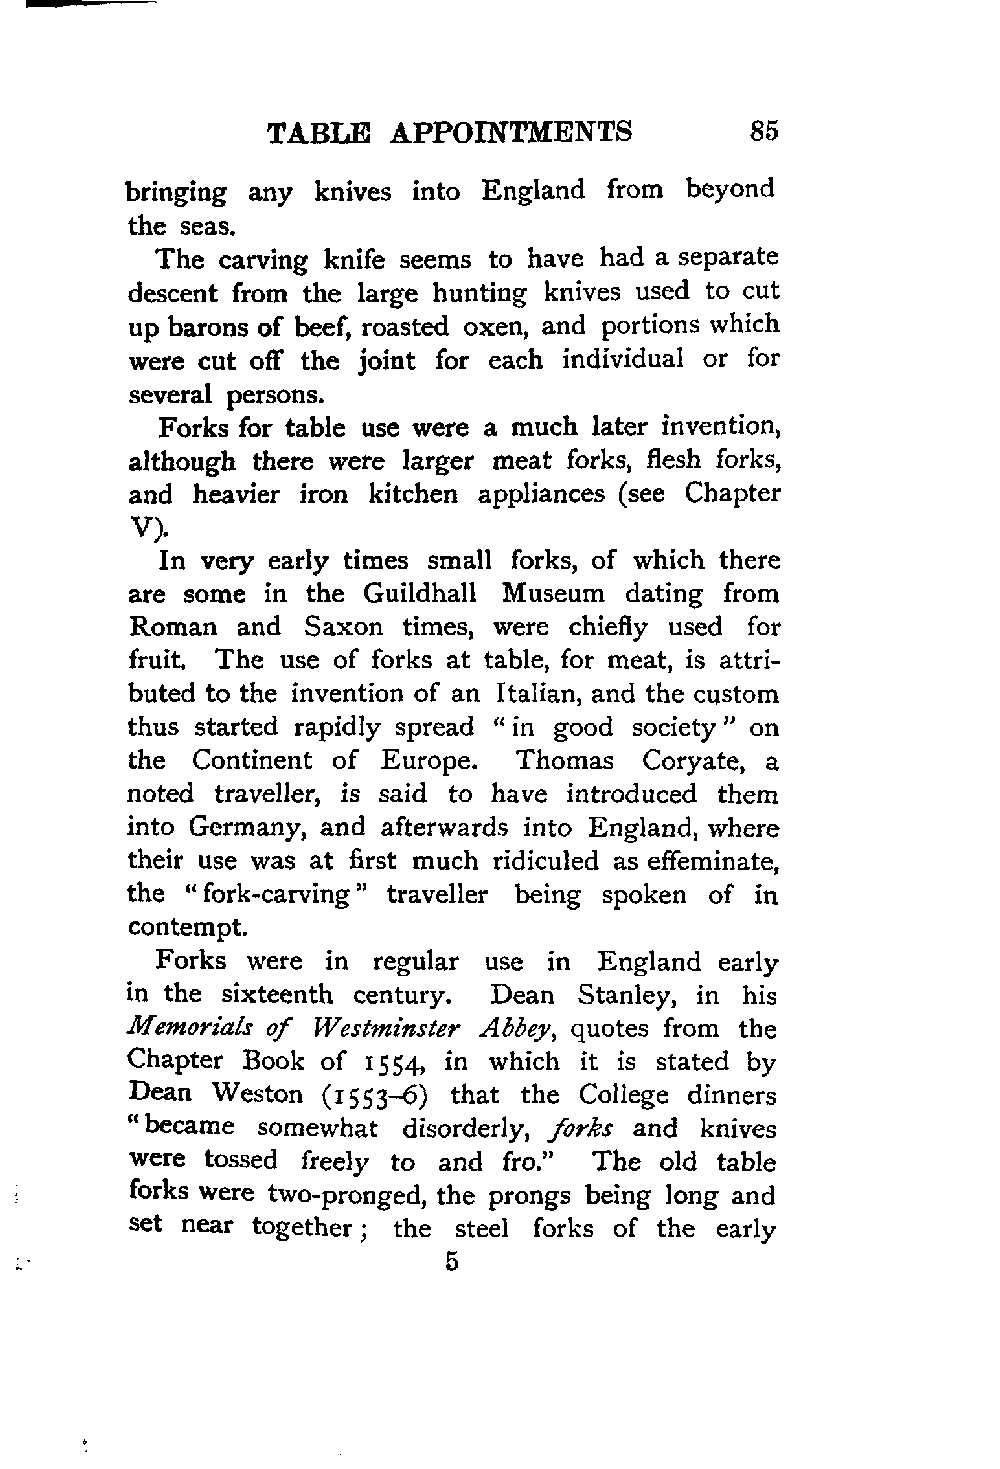 TABLE APPOINTMENTS 85
bringing any knives into England from beyond
the seas.
The carving knife seems to have had a separate
descent from the large hunting knives used to cut
up barons of beef, roasted oxen, and portions which
were cut off the joint for each individual or for
several persons.
Forks for table use were a much later invention,
although there were larger meat forks, flesh forks,
and heavier iron kitchen appliances (see Chapter
V).
In very early times small forks, of which there
are some in the Guildhall Museum dating from
Roman and Saxon times, were chiefly used for
fruit. The use of forks at table, for meat, is attri-
buted to the invention of an Italian, and the custom
thus started rapidly spread “in good society” on
the Continent of Europe. Thomas Coryate, a
noted traveller, is said to have introduced them
into Germany, and afterwards into England, where
their use was at first much ridiculed as effeminate,
the “fork-carving” traveller being spoken of in
contempt.
Forks were in regular use in England early
in the sixteenth century. Dean Stanley, in his
Memorials of Westminster Abbey, quotes from the
Chapter Book of 1554, in which it is stated by
Dean Weston (1553–6) that the College dinners
“became somewhat disorderly, forks and knives
were tossed freely to and fro.” The old table
forks were two-pronged, the prongs being long and
set near together; the steel forks of the early
5